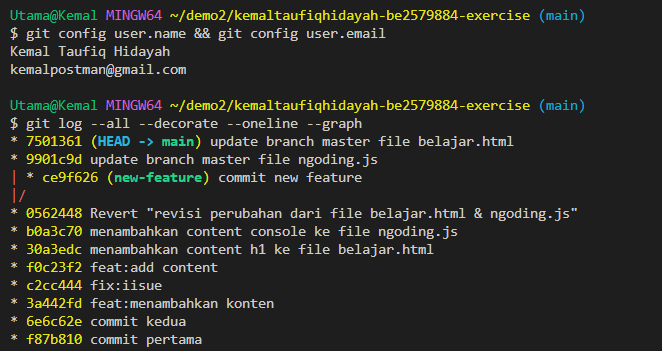 Utama@Kemal MINGW64 ~/demo2/kemaltaufiqhidayah-be2579884-exercise (main)
$ git config user.name && git config user.email
Kemal Taufiq Hidayah
kemalpostman@gmail.com
Utama@Kemal MINGW64 ~/demo2/kemaltaufiqhidayah-be2579884-exercise (main)
$ git log --all --decorate --oneline --graph
* 7501361 (HEAD -> main) update branch master file belajar.html
* 9901c9d update branch master file ngoding.js
| * ce9f626 (new-feature) commit new feature
|/
* 0562448 Revert "revisi perubahan dari file belajar.html & ngoding.js"
* b0a3c70 menambahkan content console ke file ngoding.js
* 30a3edc menambahkan content h1 ke file belajar.html
* f0c23f2 feat:add content
* c2cc444 fix:iisue
* 3a442fd feat:menambahkan konten
* 6e6c62e commit kedua
* f87b810 commit pertama